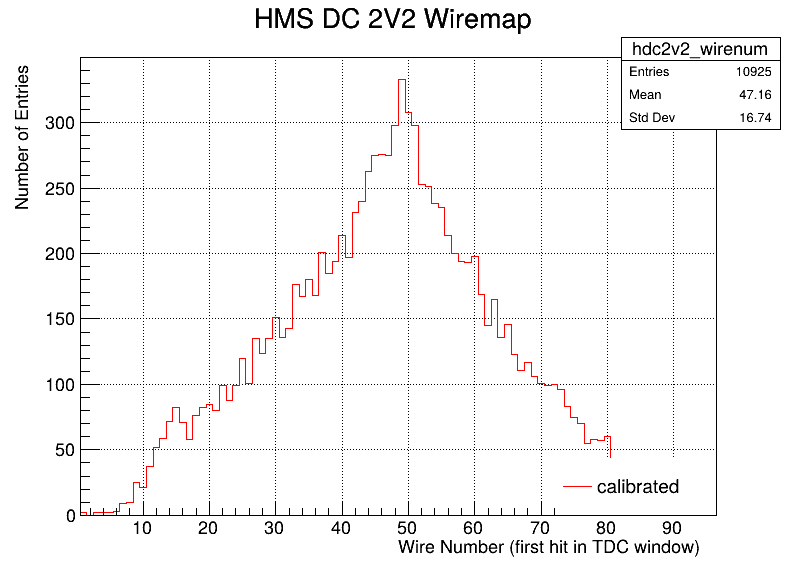 HMS DC 2V2 Wiremap
hdc2v2_wirenum
Entries 10925
Mean 47.16
Std Dev 16.74
Number of Entries
300
250
200
150
100
50
0
10 20 30 40 50 60 70 80 90
Wire Number (first hit in TDC window)
calibrated